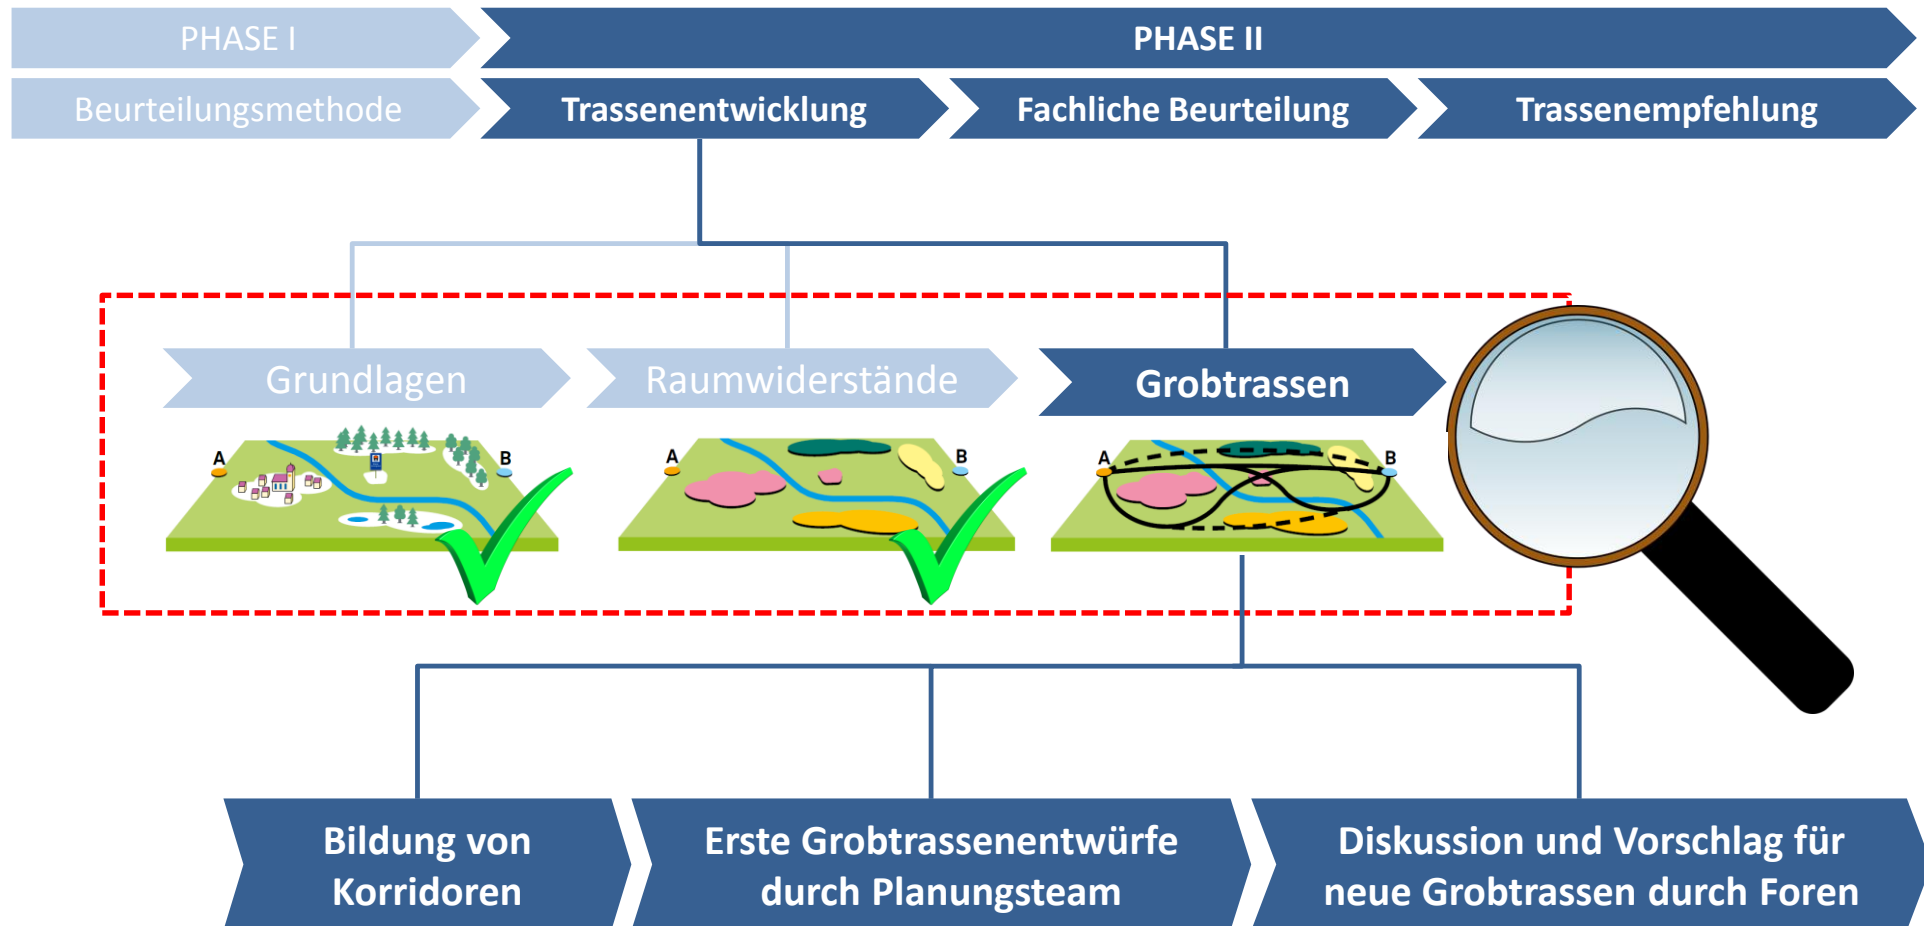 PHASE I
PHASE II
Beurteilungsmethode
Trassenentwicklung
Fachliche Beurteilung
Trassenempfehlung
Grundlagen
Raumwiderstände
Grobtrassen
A
B
A
B
A
B
Bildung von
Korridoren
Erste Grobtrassenentwürfe
durch Planungsteam
Diskussion und Vorschlag für
neue Grobtrassen durch Foren